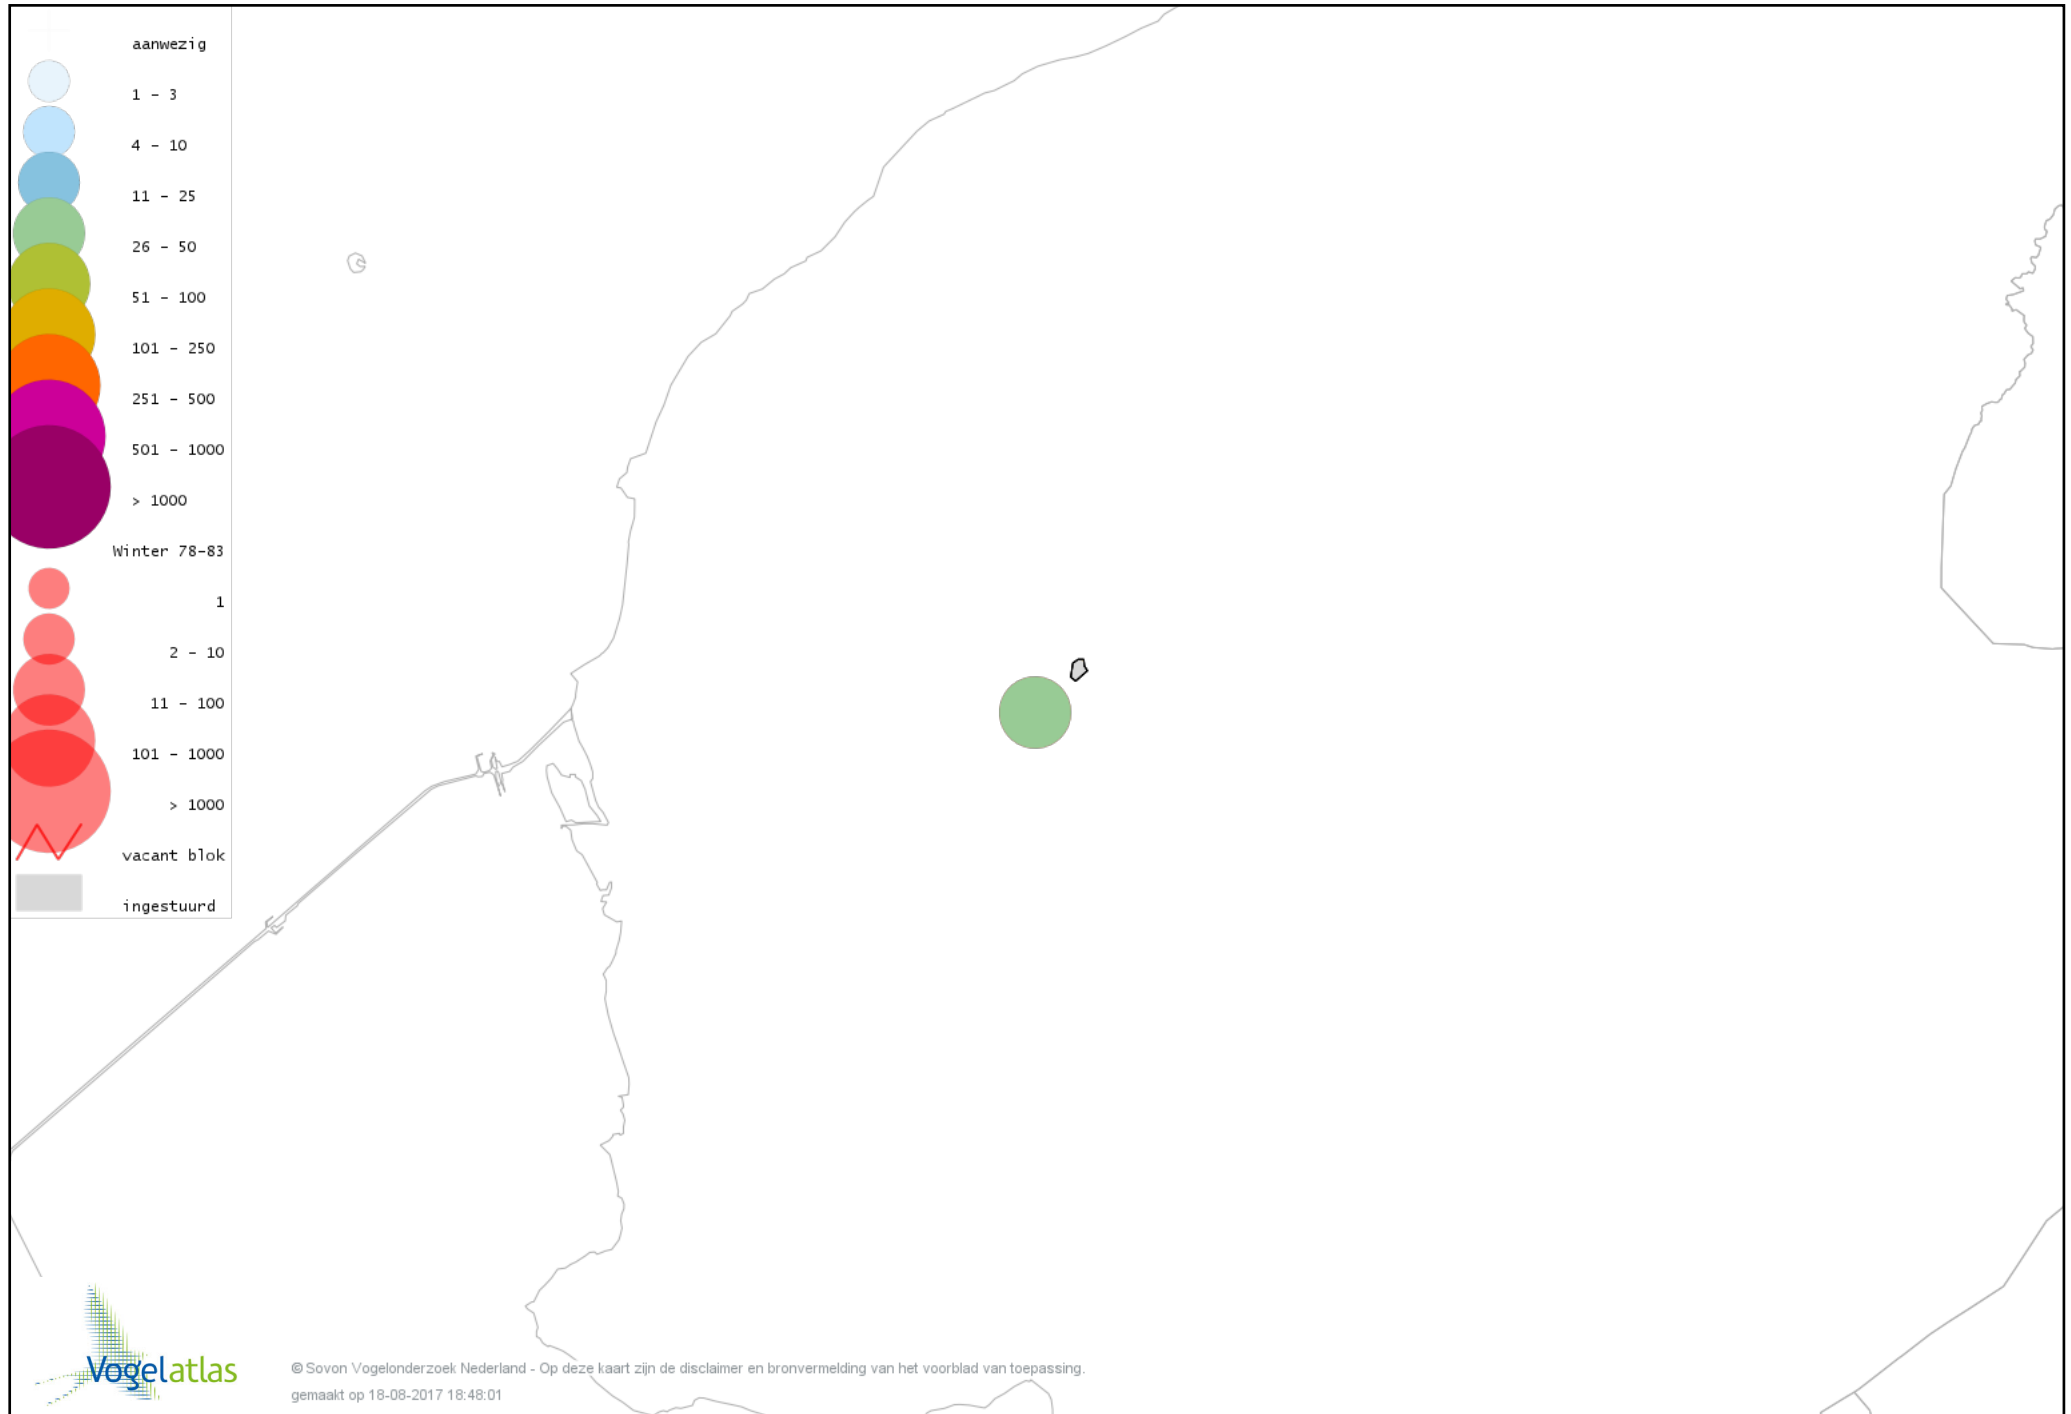 aanwezig
1 - 3
4 - 10
11 - 25
26 - 50
51 - 100
101 - 250
251 - 500
501 - 1000
> 1000
Winter 78-83
1
2 - 10
11 - 100
101 - 1000
> 1000
vacant blok
ingestuurd
Vogelatlas
© Sovon Vogelonderzoek Nederland - Op deze kaart zijn de disclaimer en bronvermelding van het voorblad van toepassing.
gemaakt op 18-08-2017 18:48:01